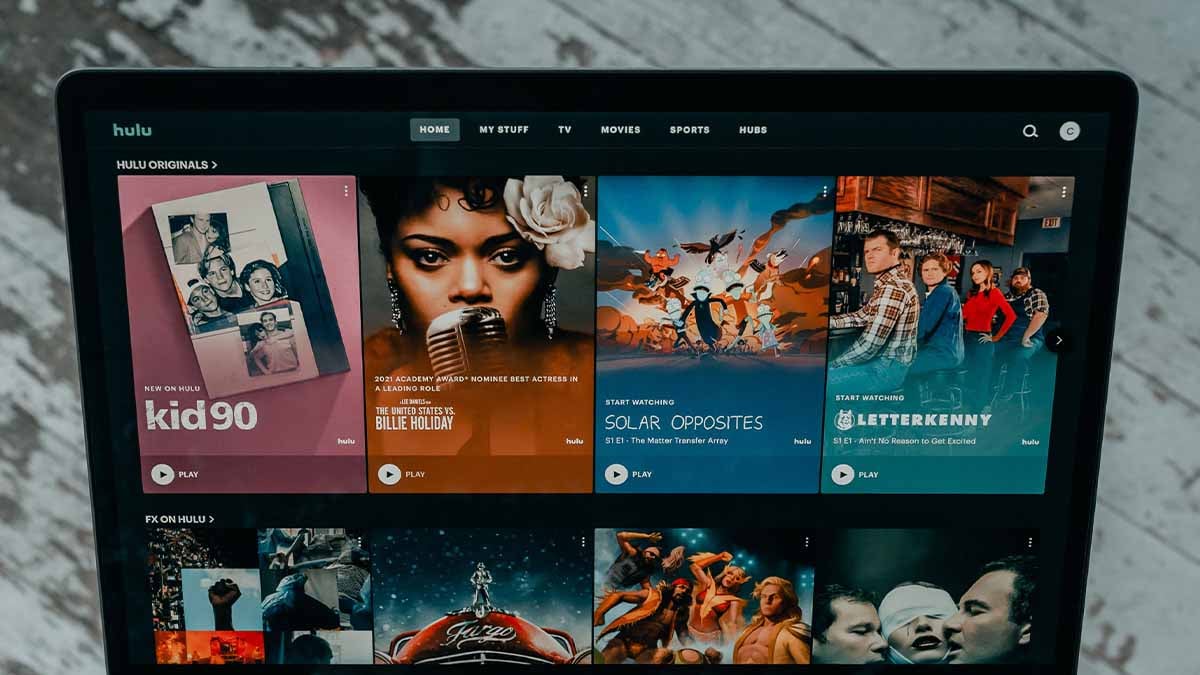 hulu
HOME MY STUFF TV MOVIES SPORTS HUBS
C
HULU ORIGINALS >
NEW ON HULU
kid 90
hulu
PLAY
2021 ACADEMY AWARD® NOMINEE BEST ACTRESS IN
A LEADING ROLE
THE UNITED STATES VS.
BILLIE HOLIDAY
hulu
PLAY
START WATCHING
SOLAR OPPOSITES
S1 E1 - The Matter Transfer Array
hulu
PLAY
EXIT
START WATCHING
LETTERKENNY
S1 E1 - Ain't No Reason to Get Excited
hulu
PLAY
FX ON HULU >
Fargo